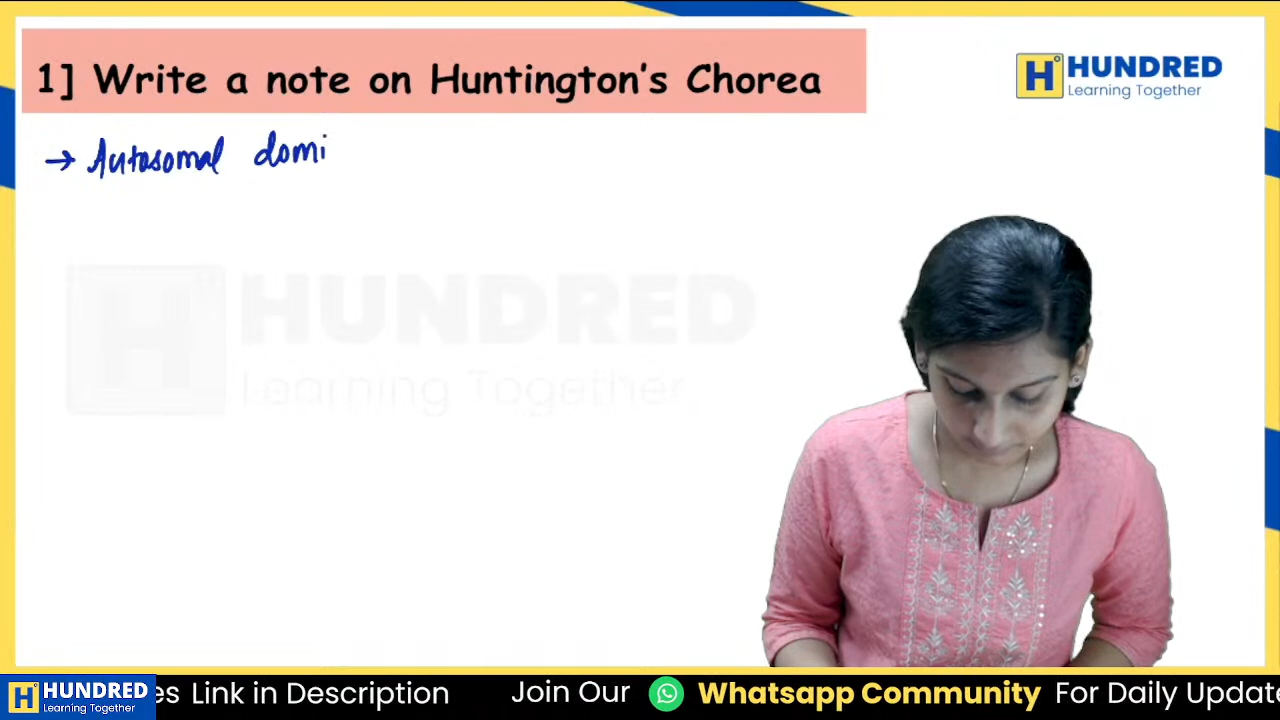 1] Write a note on Huntington's Chorea
H HUNDRED
Learning Together
→ Autosomal domi
H HUNDRED
Learning Together
H HUNDRED
Learning Together
es Link in Description Join Our Whatsapp Community For Daily Update